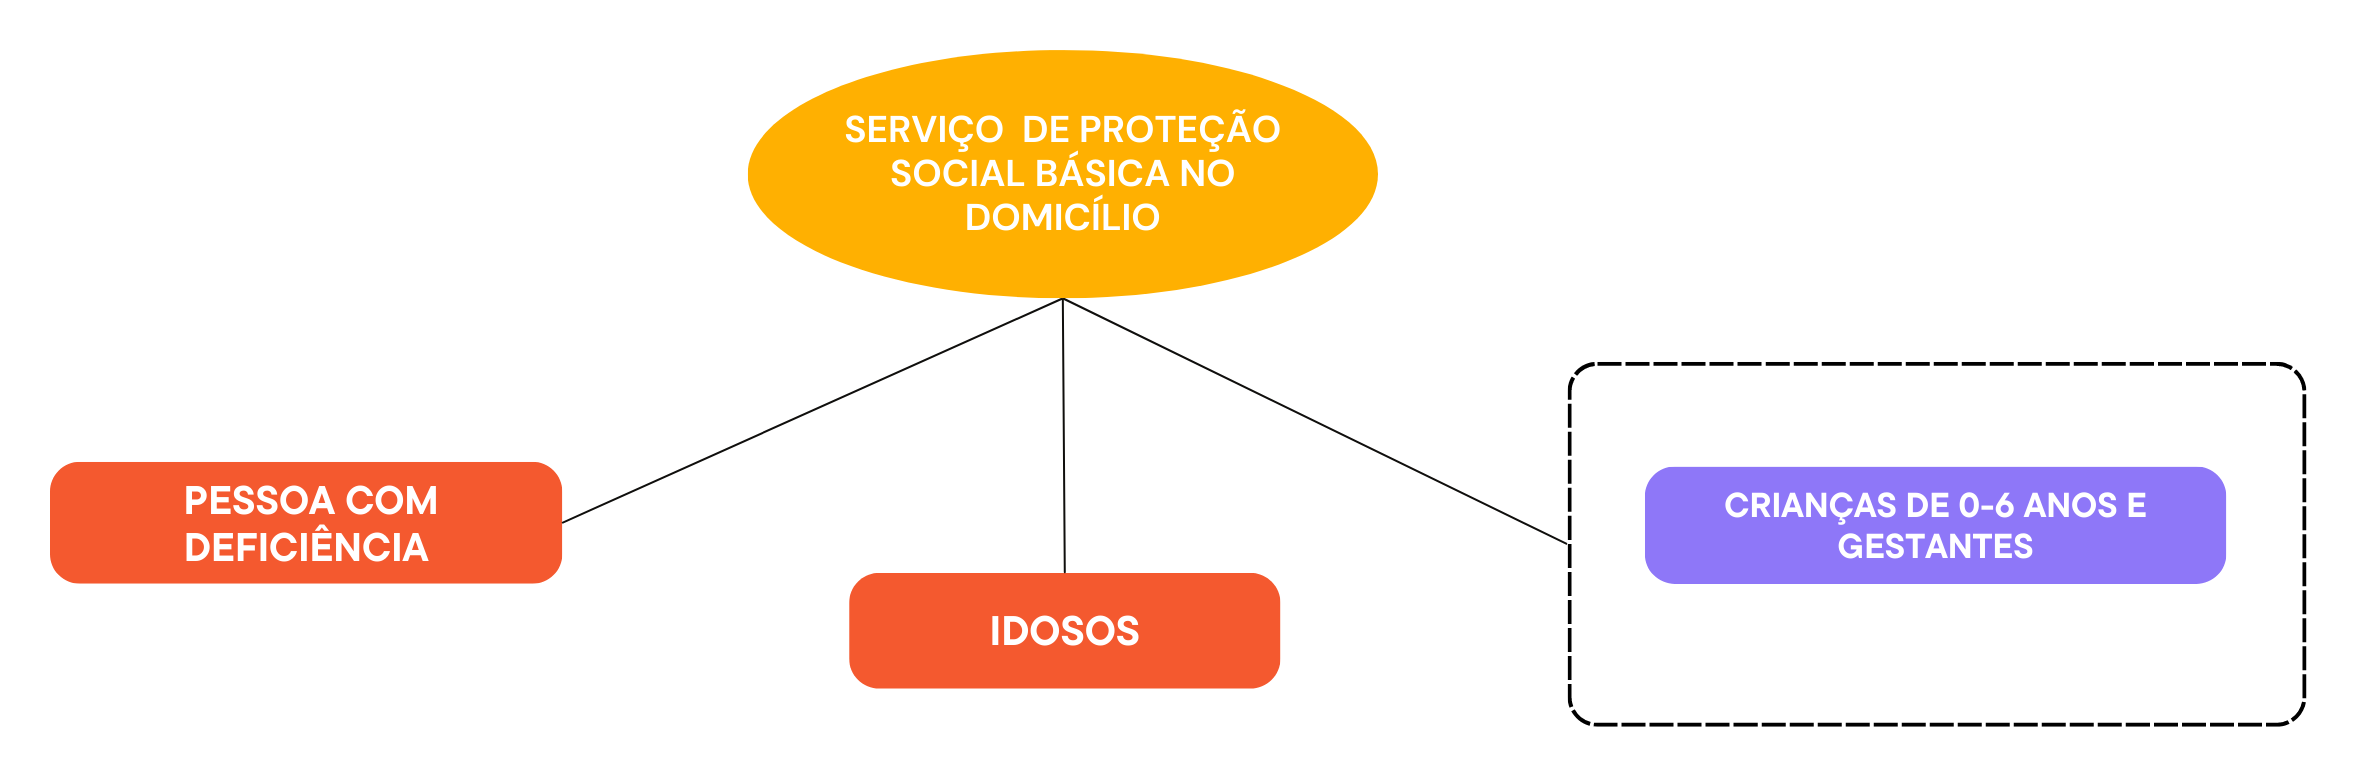 SERVIÇO  DE PROTEÇÃO
SOCIAL BÁSICA NO
DOMICÍLIO
PESSOA COM
DEFICIÊNCIA
IDOSOS
CRIANÇAS DE 0-6 ANOS E
GESTANTES